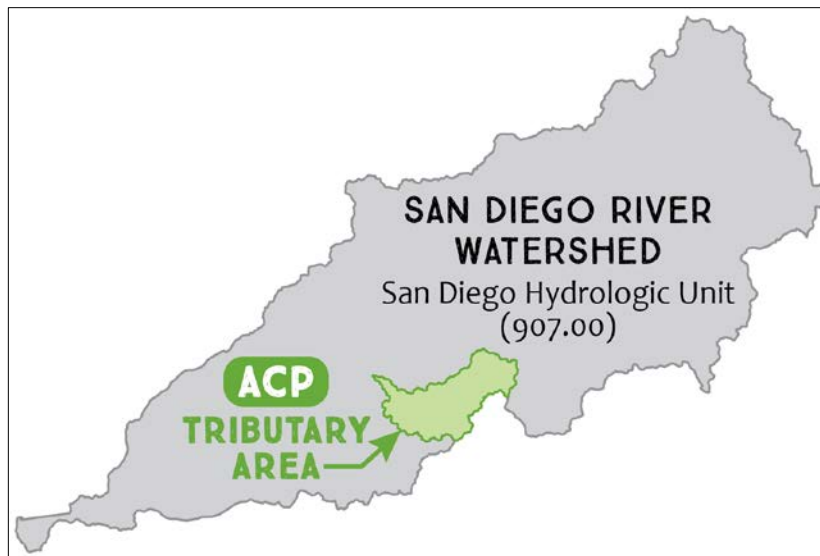 SAN DIEGO RIVER
WATERSHED
San Diego Hydrologic Unit
(907.00)
ACP
TRIBUTARY
AREA